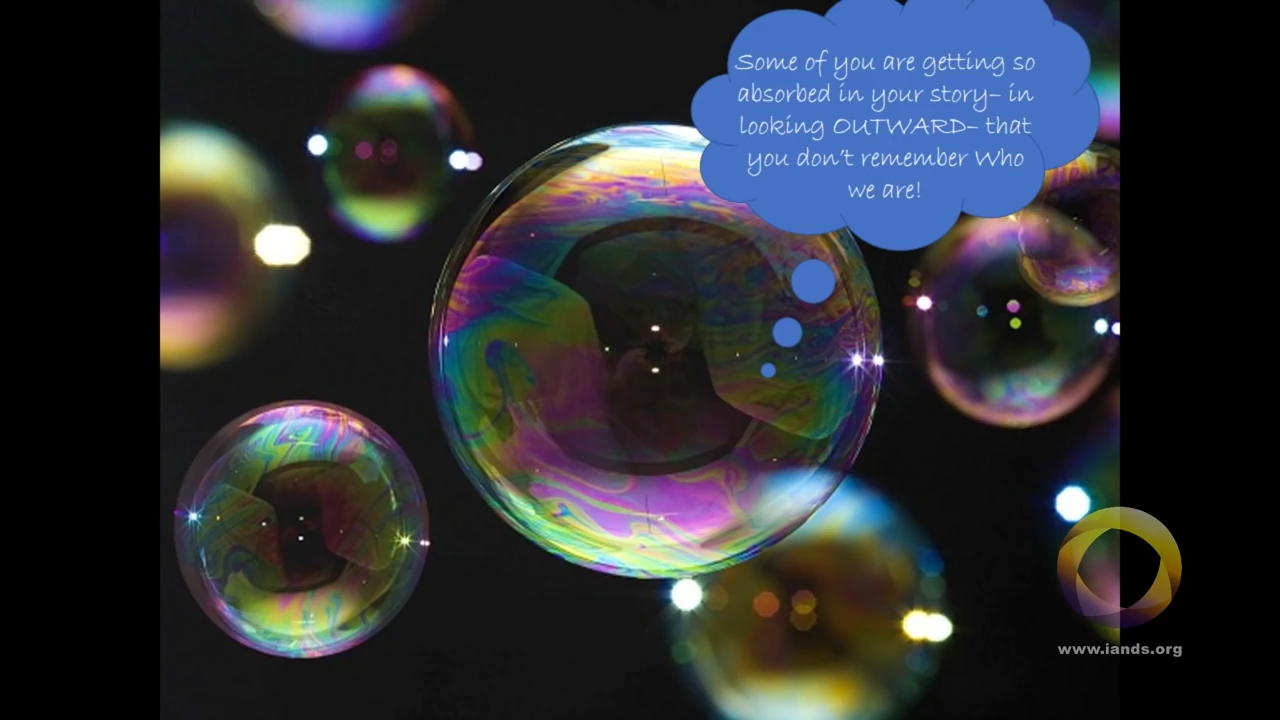 Some of you are getting so
absorbed in your story– in
looking OUTWARD– that
you don't remember Who
we are!
www.iands.org